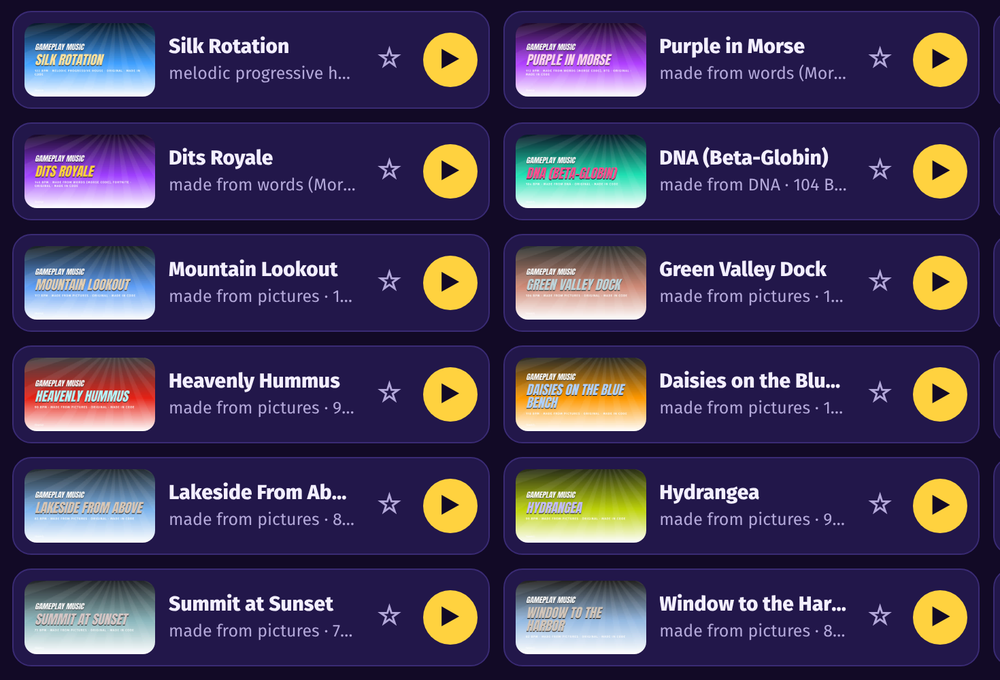 GAMEPLAY MUSIC
SILK ROTATION
Silk Rotation
melodic progressive h...
GAMEPLAY MUSIC
PURPLE IN MORSE
Purple in Morse
made from words (Mor...
GAMEPLAY MUSIC
DITS ROYALE
Dits Royale
made from words (Mor...
GAMEPLAY MUSIC
DNA (BETA-GLOBIN)
DNA (Beta-Globin)
made from DNA · 104 B...
GAMEPLAY MUSIC
MOUNTAIN LOOKOUT
Mountain Lookout
made from pictures · 1...
GAMEPLAY MUSIC
GREEN VALLEY DOCK
Green Valley Dock
made from pictures · 1...
GAMEPLAY MUSIC
HEAVENLY HUMMUS
Heavenly Hummus
made from pictures · 9...
GAMEPLAY MUSIC
DAISIES ON THE BLUE
BENCH
Daisies on the Blu...
made from pictures · 1...
GAMEPLAY MUSIC
LAKESIDE FROM ABOVE
Lakeside From Ab...
made from pictures · 8...
GAMEPLAY MUSIC
HYDRANGEA
Hydrangea
made from pictures · 9...
GAMEPLAY MUSIC
SUMMIT AT SUNSET
Summit at Sunset
made from pictures · 7...
GAMEPLAY MUSIC
WINDOW TO THE
HARBOR
Window to the Har...
made from pictures · 8...